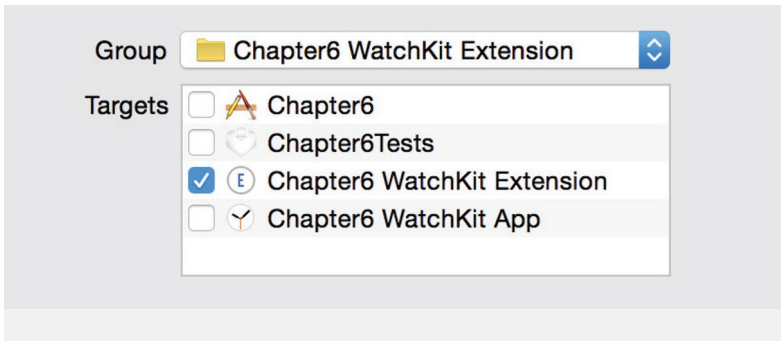 Group Chapter6 WatchKit Extension
Targets Chapter6
Chapter6Tests
E Chapter6 WatchKit Extension
Chapter6 WatchKit App